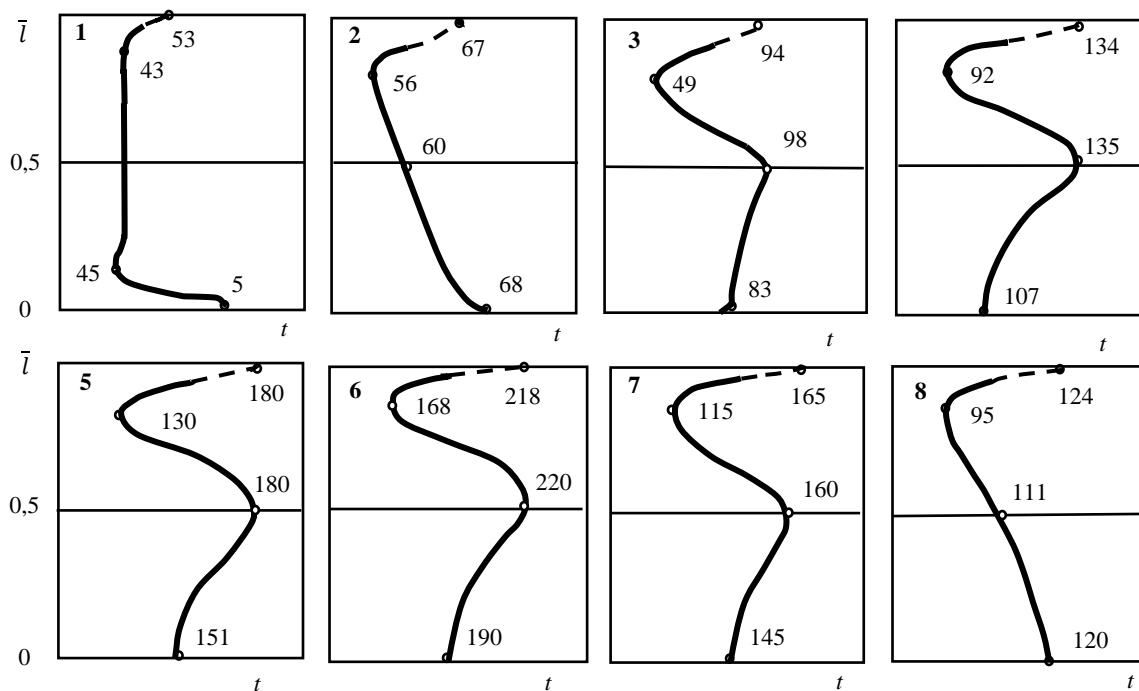 l̅ 1 53 2 67 3 94 134
43 56 49 92
0,5 60 98 135
45 5 68 83 107
0
t t t t
l̅ 5 180 6 218 7 165 8 124
130 168 115 95
0,5 180 220 160 111
151 190 145 120
0
t t t t